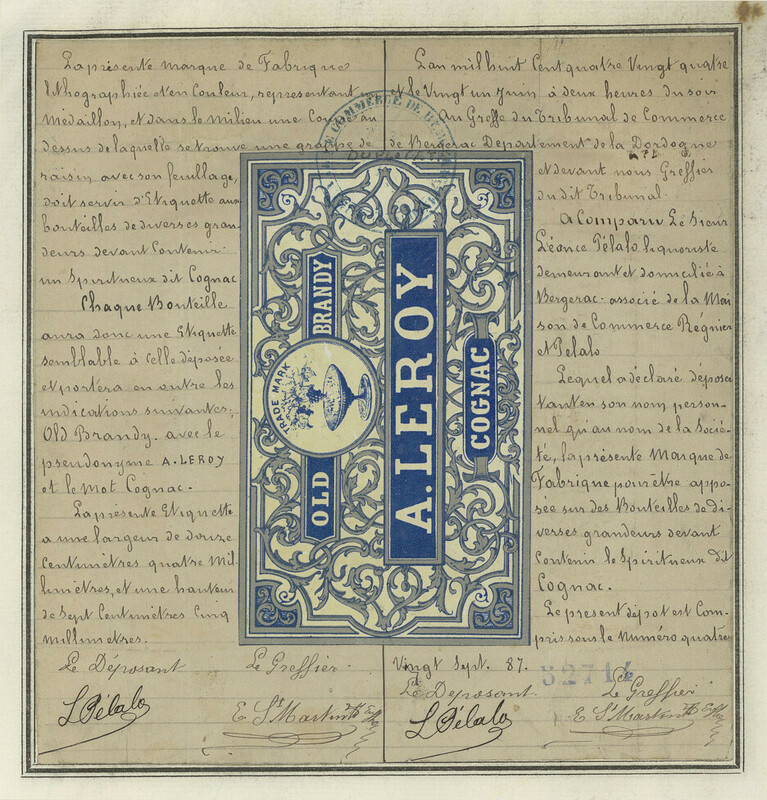 La présente marque de Fabrique
lithographiée et en Couleur, représentant un
Médaillon, et dans le milieu une Coupe au
dessus de laquelle se trouve une grappe de
raisin avec son feuillage,
doit servir d'Etiquette aux
bouteilles de diverses gran-
deurs devant Contenir
un Spiritueux dit Cognac
Chaque Bouteille
aura donc une Etiquette
semblable à Celle déposée
et portera en outre les
indications suivantes:
Old Brandy. avec le
pseudonyme A. LEROY
et le Mot Cognac.
La présente Etiquette
a une largeur de douze
Centimètres quatre Mil-
limètres, et une hauteur
de Sept Centimètres Cinq
millimètres.
Le Déposant Le Greffier
L Pélalo E St Martin
COMMERCE DE
OLD BRANDY
TRADE MARK
A. LEROY
COGNAC
L'an mil huit Cent quatre Vingt quatre
et le Vingt un Juin à deux heures du soir
Au Greffe du Tribunal de Commerce
de Bergerac Département de la Dordogne
et devant nous Greffier
du dit Tribunal
a Comparu Le Sieur
Léonce Pélalo liquoriste
demeurant et domicilié à
Bergerac. associé de la Mai
son de Commerce Régnier
et Pélalo
Lequel a déclaré déposer
tant en son nom person-
nel qu'au nom de la Socié-
té, la présente Marque de
Fabrique pour être appo-
sée sur des Bouteilles de di-
verses grandeurs devant
Contenir le Spiritueux dit
Cognac.
Le présent dépot est Com-
pris sous le Numéro quatre
Vingt Sept. 87.
Le Déposant Le Greffier
L Pélalo E St Martin